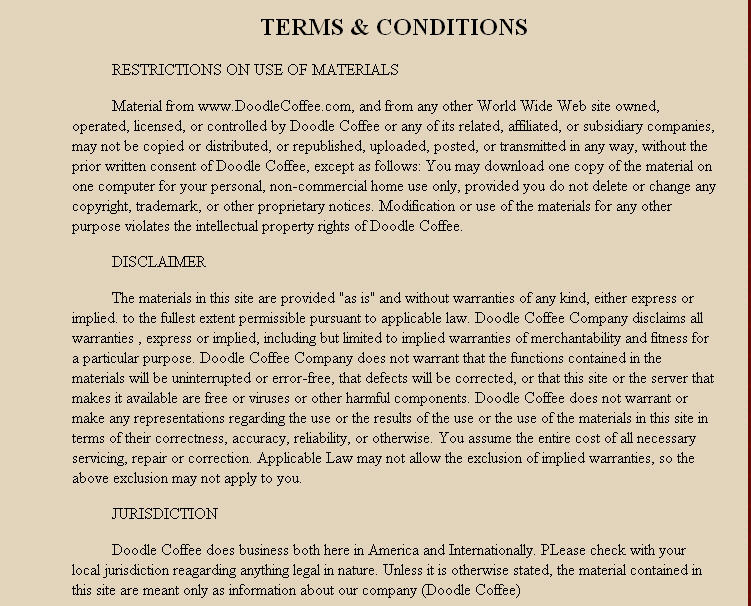 TERMS & CONDITIONS
RESTRICTIONS ON USE OF MATERIALS
Material from www.DoodleCoffee.com, and from any other World Wide Web site owned,
operated, licensed, or controlled by Doodle Coffee or any of its related, affiliated, or subsidiary companies,
may not be copied or distributed, or republished, uploaded, posted, or transmitted in any way, without the
prior written consent of Doodle Coffee, except as follows: You may download one copy of the material on
one computer for your personal, non-commercial home use only, provided you do not delete or change any
copyright, trademark, or other proprietary notices. Modification or use of the materials for any other
purpose violates the intellectual property rights of Doodle Coffee.
DISCLAIMER
The materials in this site are provided "as is" and without warranties of any kind, either express or
implied. to the fullest extent permissible pursuant to applicable law. Doodle Coffee Company disclaims all
warranties , express or implied, including but limited to implied warranties of merchantability and fitness for
a particular purpose. Doodle Coffee Company does not warrant that the functions contained in the
materials will be uninterrupted or error-free, that defects will be corrected, or that this site or the server that
makes it available are free or viruses or other harmful components. Doodle Coffee does not warrant or
make any representations regarding the use or the results of the use or the use of the materials in this site in
terms of their correctness, accuracy, reliability, or otherwise. You assume the entire cost of all necessary
servicing, repair or correction. Applicable Law may not allow the exclusion of implied warranties, so the
above exclusion may not apply to you.
JURISDICTION
Doodle Coffee does business both here in America and Internationally. PLease check with your
local jurisdiction reagarding anything legal in nature. Unless it is otherwise stated, the material contained in
this site are meant only as information about our company (Doodle Coffee)